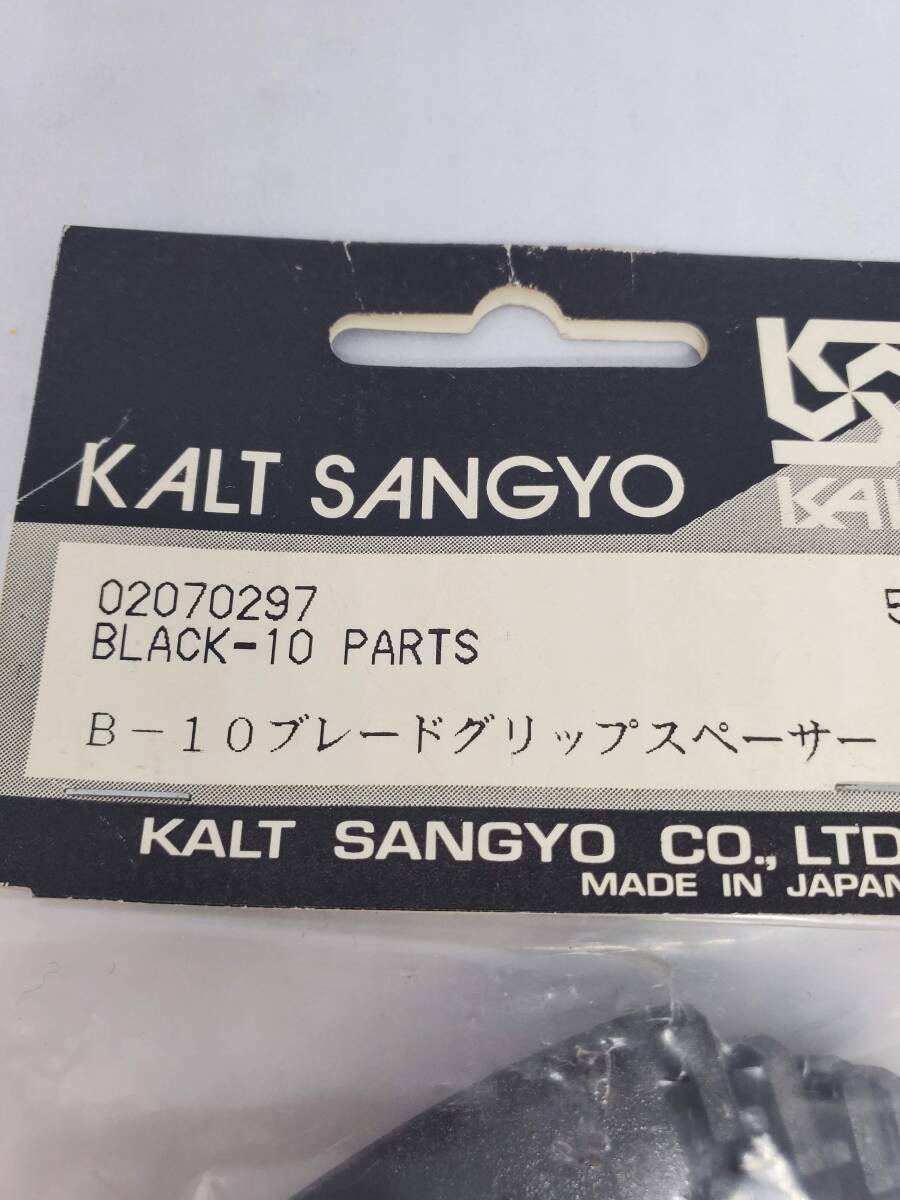 KALT SANGYO
02070297
BLACK-10 PARTS
B－10ブレードグリップスペーサー
KALT SANGYO CO., LTD
MADE IN JAPAN